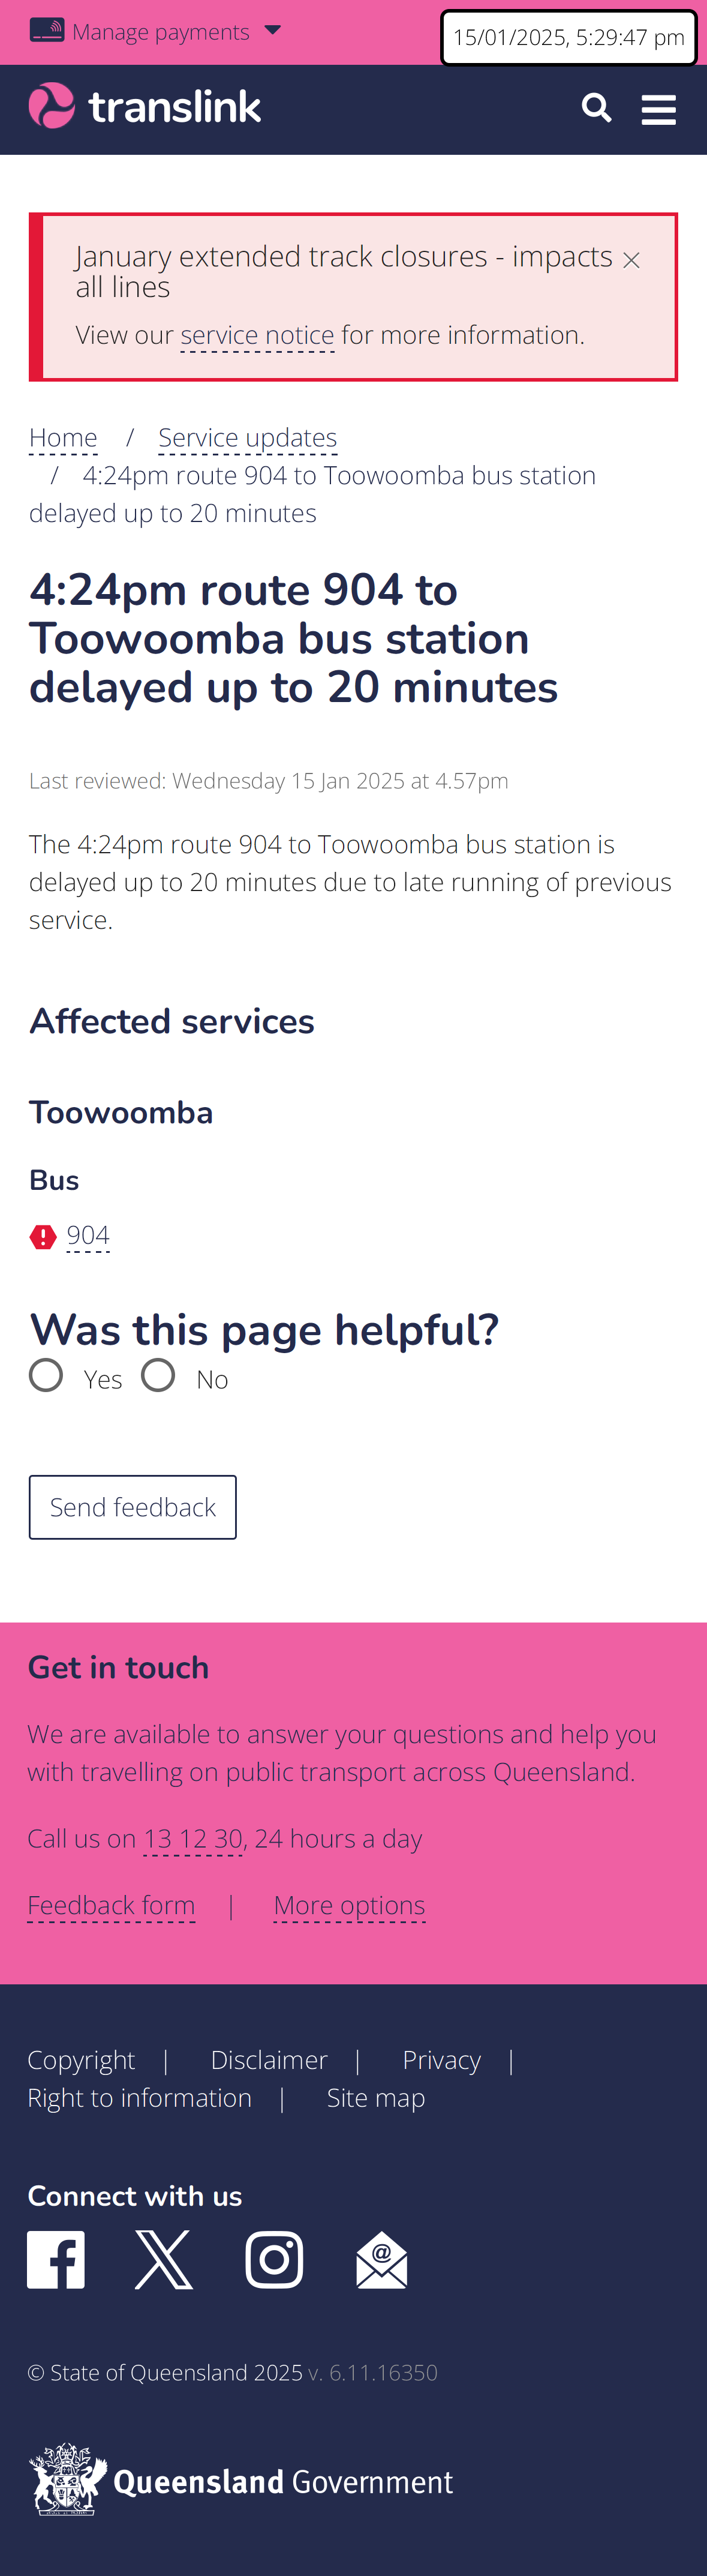 Manage payments
15/01/2025, 5:29:47 pm
translink
January extended track closures - impacts
all lines
View our service notice for more information.
Home / Service updates
/ 4:24pm route 904 to Toowoomba bus station
delayed up to 20 minutes
4:24pm route 904 to
Toowoomba bus station
delayed up to 20 minutes
Last reviewed: Wednesday 15 Jan 2025 at 4.57pm
The 4:24pm route 904 to Toowoomba bus station is
delayed up to 20 minutes due to late running of previous
service.
Affected services
Toowoomba
Bus
904
Was this page helpful?
Yes No
Send feedback
Get in touch
We are available to answer your questions and help you
with travelling on public transport across Queensland.
Call us on 13 12 30, 24 hours a day
Feedback form | More options
Copyright | Disclaimer | Privacy |
Right to information | Site map
Connect with us
© State of Queensland 2025 v. 6.11.16350
Queensland Government